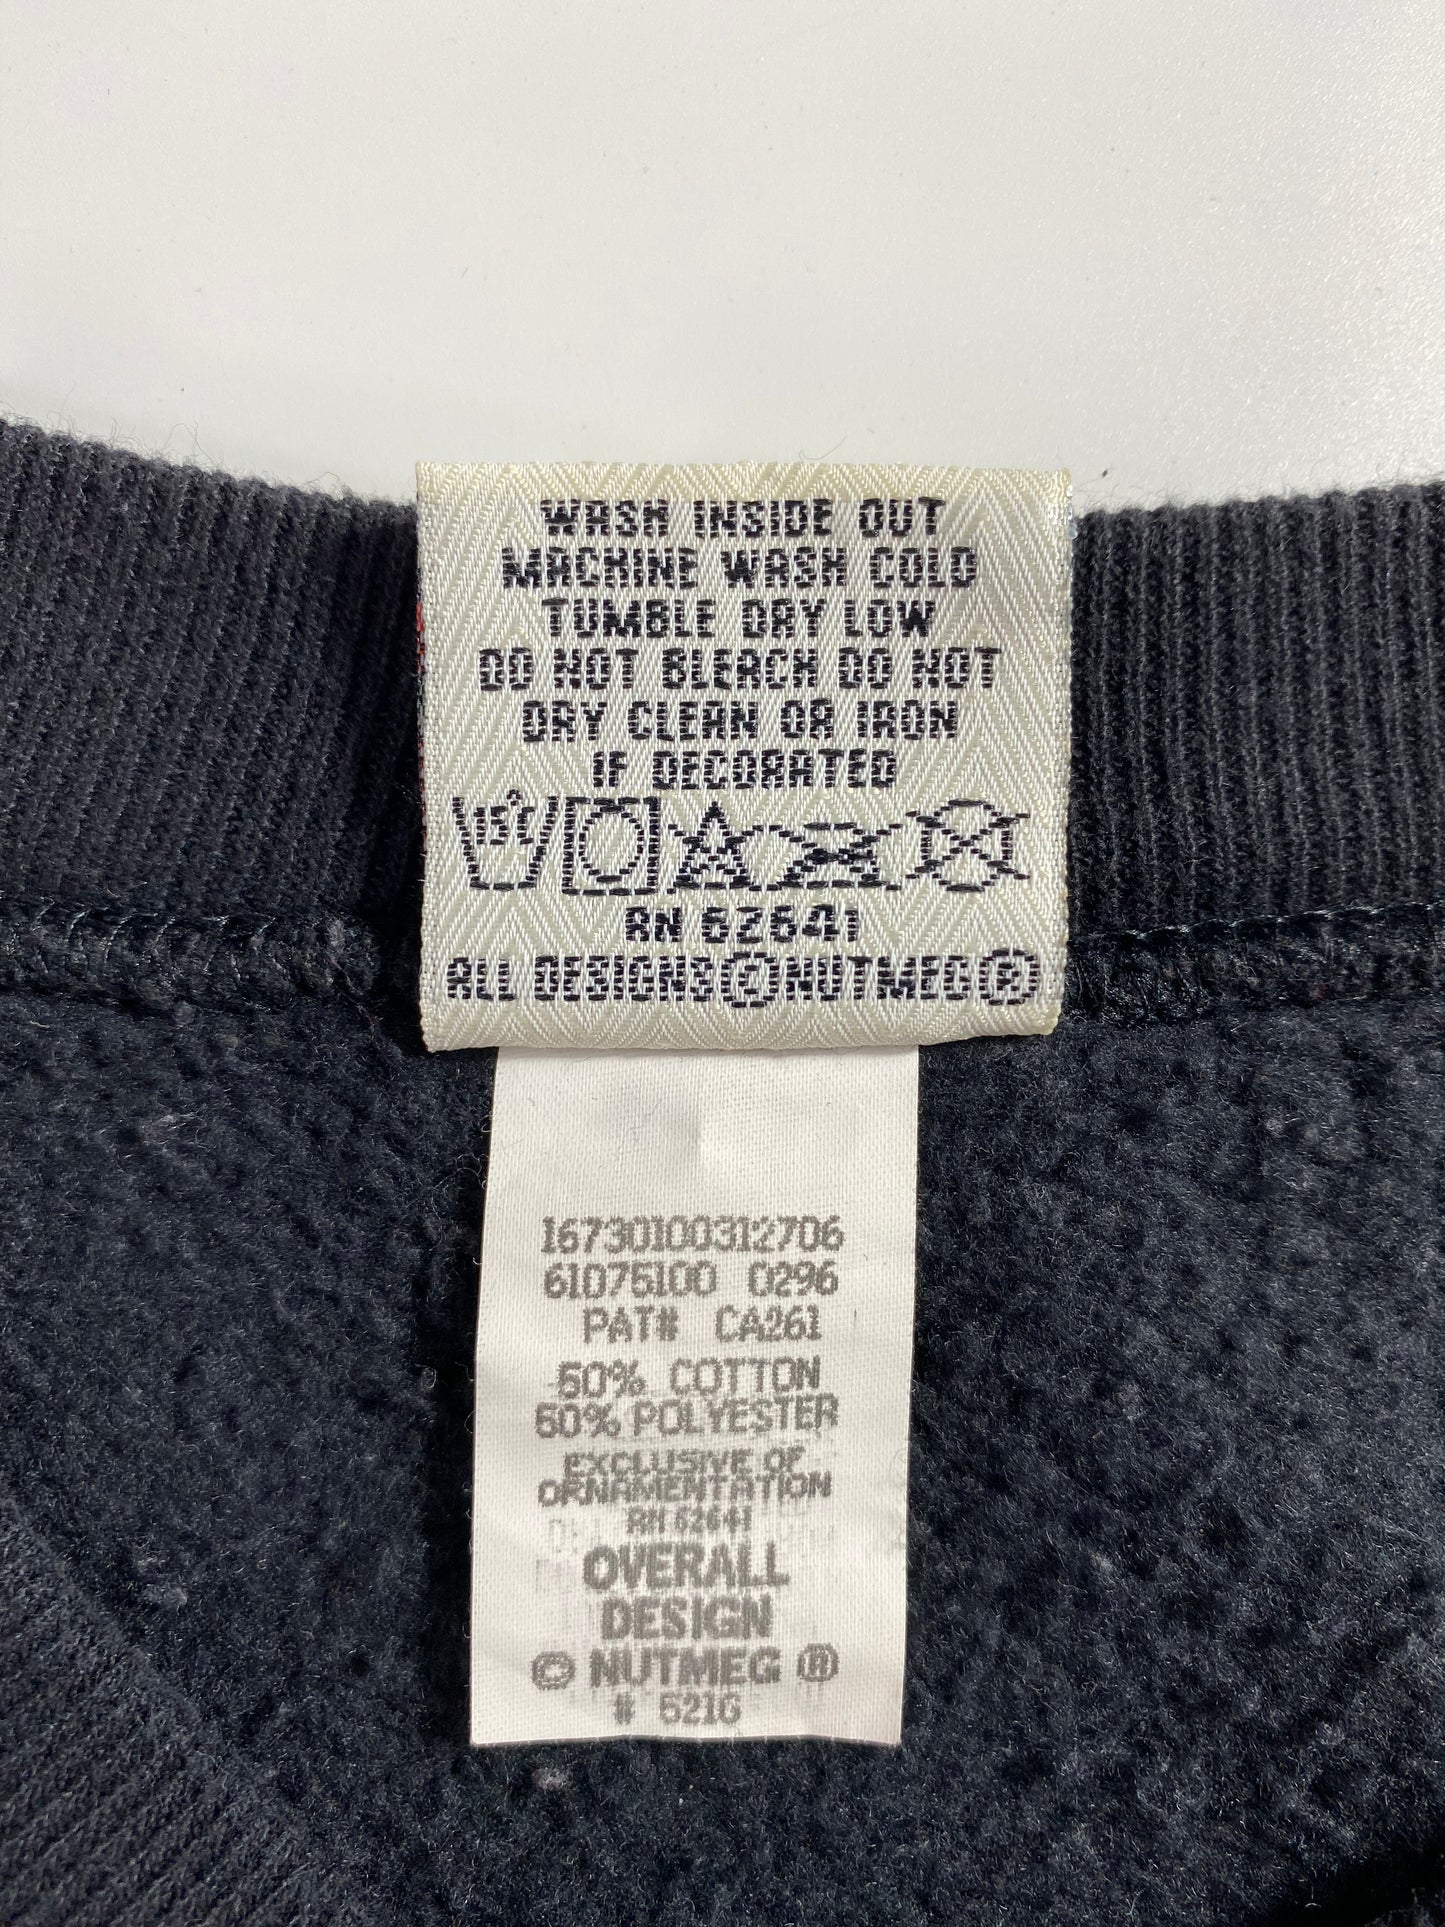 WASH INSIDE OUT
MACHINE WASH COLD
TUMBLE DRY LOW
DO NOT BLEACH DO NOT
DRY CLEAN OR IRON
IF DECORATED
15°C
RN 62641
ALL DESIGNS © NUTMEG ®
16730100312706
61075100 0296
PAT# CA261
50% COTTON
50% POLYESTER
EXCLUSIVE OF
ORNAMENTATION
RN 62641
OVERALL
DESIGN
© NUTMEG ®
# 5216